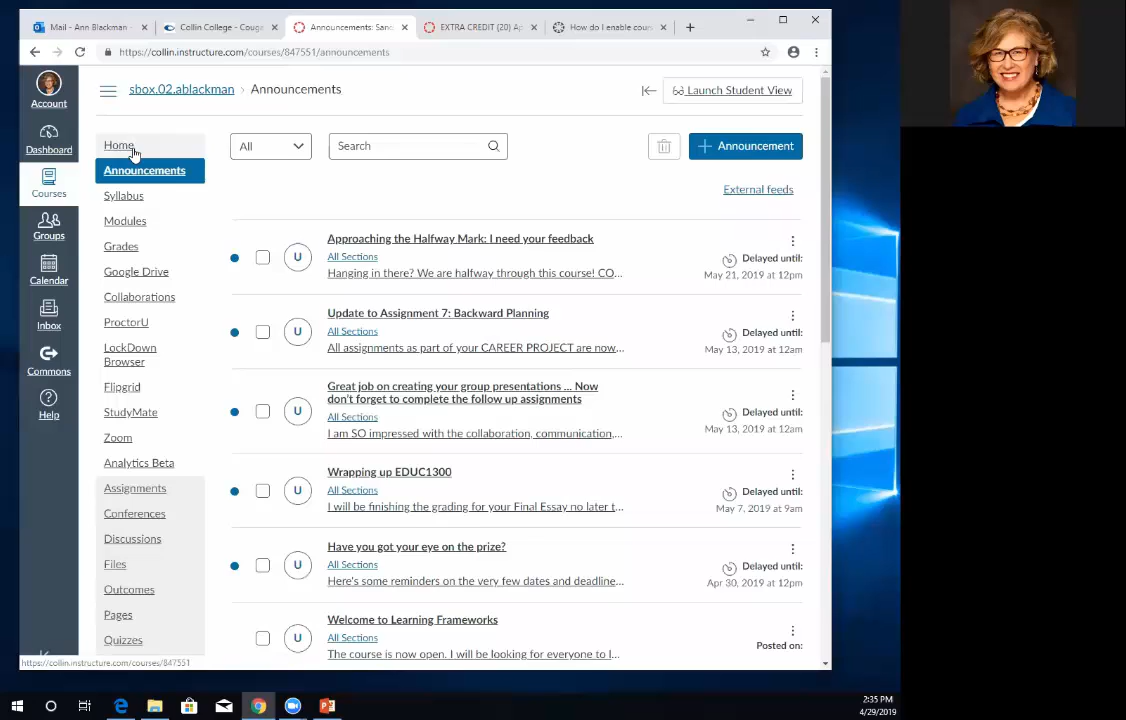 Mail - Ann Blackman -
Collin College - Couga
Announcements: San
EXTRA CREDIT (20) Ap
How do I enable cour
https://collin.instructure.com/courses/847551/announcements
Account
Dashboard
Courses
Groups
Calendar
Inbox
Commons
Help
sbox.02.ablackman › Announcements
Launch Student View
Home
Announcements
Syllabus
Modules
Grades
Google Drive
Collaborations
ProctorU
LockDown
Browser
Flipgrid
StudyMate
Zoom
Analytics Beta
Assignments
Conferences
Discussions
Files
Outcomes
Pages
Quizzes
All
Search
+ Announcement
External feeds
U
Approaching the Halfway Mark: I need your feedback
All Sections
Hanging in there? We are halfway through this course! CO...
Delayed until:
May 21, 2019 at 12pm
U
Update to Assignment 7: Backward Planning
All Sections
All assignments as part of your CAREER PROJECT are now...
Delayed until:
May 13, 2019 at 12am
U
Great job on creating your group presentations ... Now
don't forget to complete the follow up assignments
All Sections
I am SO impressed with the collaboration, communication,...
Delayed until:
May 13, 2019 at 12am
U
Wrapping up EDUC1300
All Sections
I will be finishing the grading for your Final Essay no later t...
Delayed until:
May 7, 2019 at 9am
U
Have you got your eye on the prize?
All Sections
Here's some reminders on the very few dates and deadline...
Delayed until:
Apr 30, 2019 at 12pm
U
Welcome to Learning Frameworks
All Sections
The course is now open. I will be looking for everyone to l...
Posted on:
https://collin.instructure.com/courses/847551
2:35 PM
4/29/2019